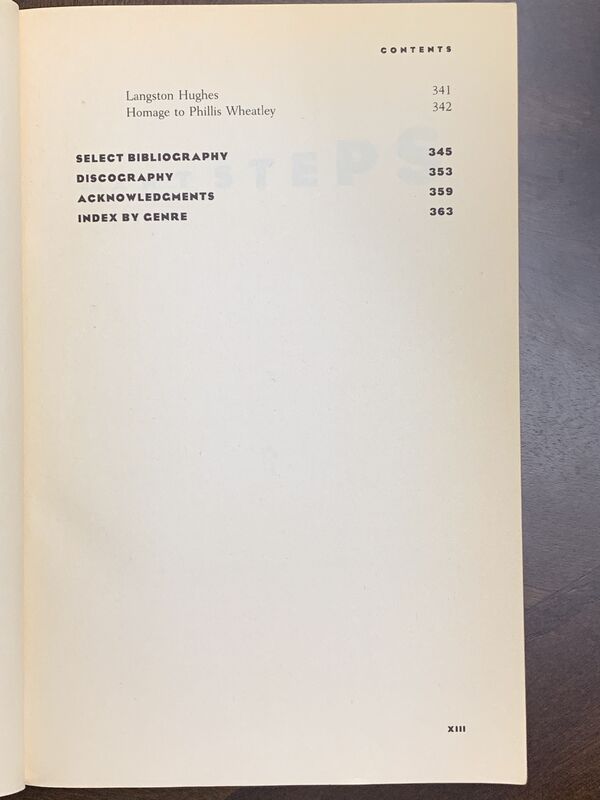 CONTENTS
Langston Hughes 341
Homage to Phillis Wheatley 342
SELECT BIBLIOGRAPHY 345
DISCOGRAPHY 353
ACKNOWLEDGMENTS 359
INDEX BY GENRE 363
XIII